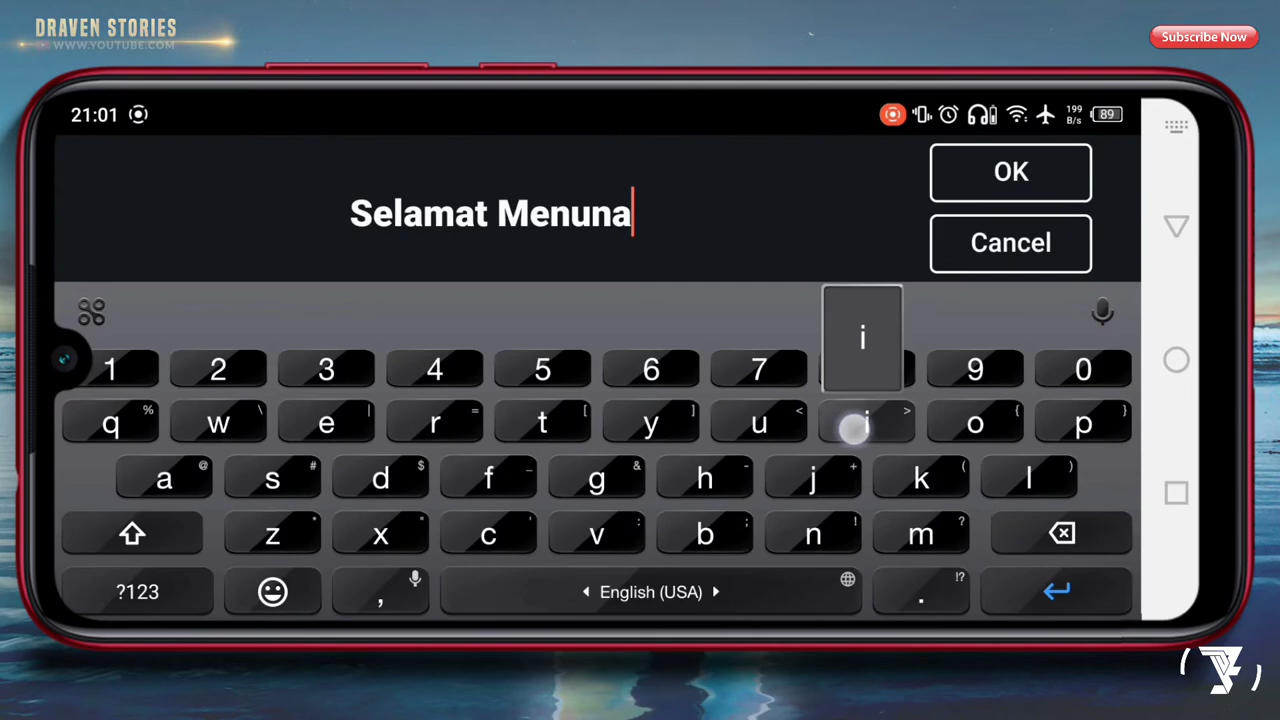 DRAVEN STORIES
WWW.YOUTUBE.COM
Subscribe Now
21:01
199
B/s
89
Selamat Menuna
OK
Cancel
i
1 2 3 4 5 6 7 9 0
q % w \ e | r = t [ y ] u < i > o { p }
a @ s # d $ f _ g & h - j + k ( l )
z * x " c ' v : b ; n ! m ?
?123 , English (USA) . !?